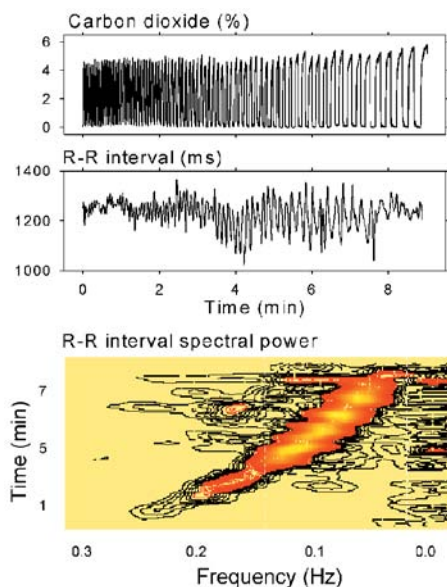 Carbon dioxide (%)
6
4
2
0
R-R interval (ms)
1400
1200
1000
0 2 4 6 8
Time (min)
R-R interval spectral power
7
5
1
Time (min)
0.3 0.2 0.1 0.0
Frequency (Hz)